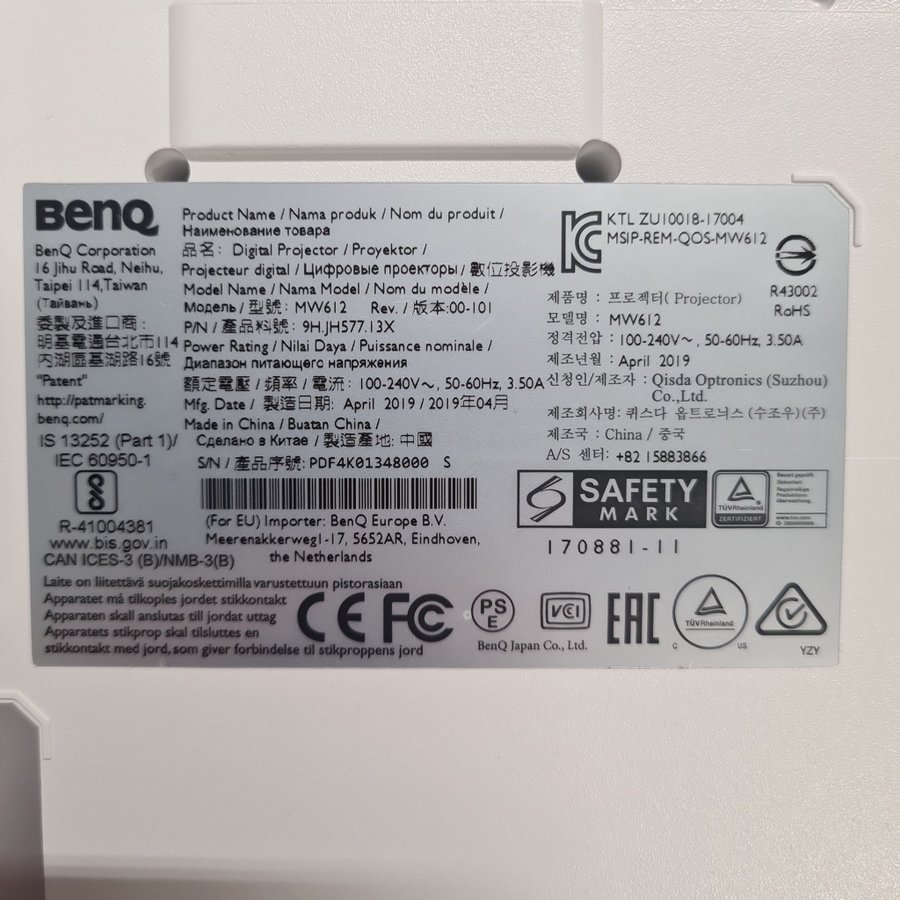 BenQ
BenQ Corporation
16 Jihu Road, Neihu,
Taipei 114,Taiwan
(Тайвань)
委製及進口商:
明基電通台北市114
內湖區基湖路16號
"Patent"
http://patmarking.
benq.com/
IS 13252 (Part 1)/
IEC 60950-1
R-41004381
www.bis.gov.in
CAN ICES-3 (B)/NMB-3(B)
Product Name / Nama produk / Nom du produit /
Наименование товара
品名: Digital Projector / Proyektor /
Projecteur digital / Цифровые проекторы / 數位投影機
Model Name / Nama Model / Nom du modèle /
Модель / 型號: MW612 Rev. / 版本:00-101
P/N / 產品料號: 9H.JH577.13X
Power Rating / Nilai Daya / Puissance nominale /
Диапазон питающего напряжения
額定電壓 / 頻率 / 電流: 100-240V~, 50-60Hz, 3.50A
Mfg. Date / 製造日期: April 2019 / 2019年04月
Made in China / Buatan China /
Сделано в Китае / 製造產地: 中國
S/N / 產品序號: PDF4K01348000 S
(For EU) Importer: BenQ Europe B.V.
Meerenakkerweg1-17, 5652AR, Eindhoven,
the Netherlands
KC
KTL ZU10018-17004
MSIP-REM-QOS-MW612
R43002
RoHS
제품명 : 프로젝터( Projector)
모델명 : MW612
정격전압 : 100-240V~, 50-60Hz, 3.50A
제조년월 : April 2019
신청인/제조자 : Qisda Optronics (Suzhou)
Co.,Ltd.
제조회사명: 퀴스다 옵트로닉스 (수조우)(주)
제조국 : China / 중국
A/S 센터: +82 15883866
SAFETY
MARK
TÜVRheinland
ZERTIFIZIERT
Bauart geprüft
Sicherheit
Regelmäßige
Produktions-
überwachung.
www.tuv.com
170881-11
Laite on liitettävä suojakoskettimilla varustettuun pistorasiaan
Apparatet må tilkoples jordet stikkontakt
Apparaten skall anslutas till jordat uttag
Apparatets stikprop skal tilsluttes en
stikkontakt med jord, som giver forbindelse til stikproppens jord
CE FC
PS
E
VCI
BenQ Japan Co., Ltd.
EAC
TÜVRheinland
C US
YZY